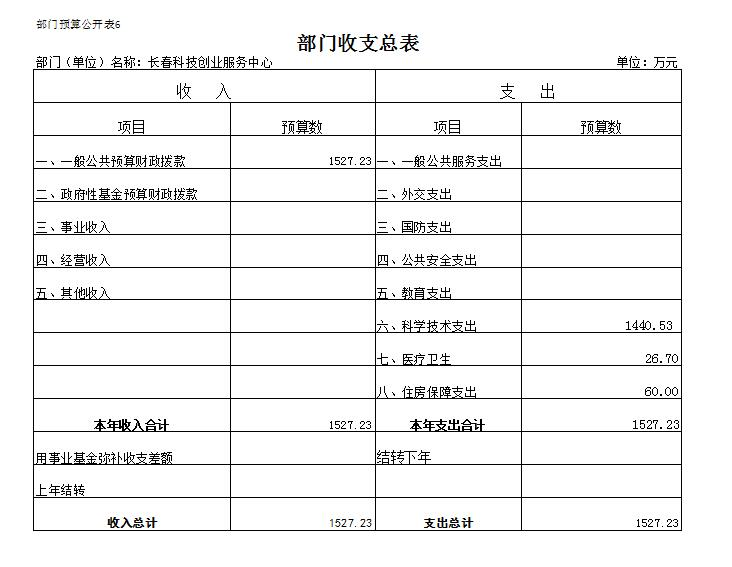 部门预算公开表6
部门收支总表
部门（单位）名称：长春科技创业服务中心 单位：万元
收 入 支 出
项目 预算数 项目 预算数
一、一般公共预算财政拨款 1527.23 一、一般公共服务支出
二、政府性基金预算财政拨款 二、外交支出
三、事业收入 三、国防支出
四、经营收入 四、公共安全支出
五、其他收入 五、教育支出
六、科学技术支出 1440.53
七、医疗卫生 26.70
八、住房保障支出 60.00
本年收入合计 1527.23 本年支出合计 1527.23
用事业基金弥补收支差额 结转下年
上年结转
收入总计 1527.23 支出总计 1527.23